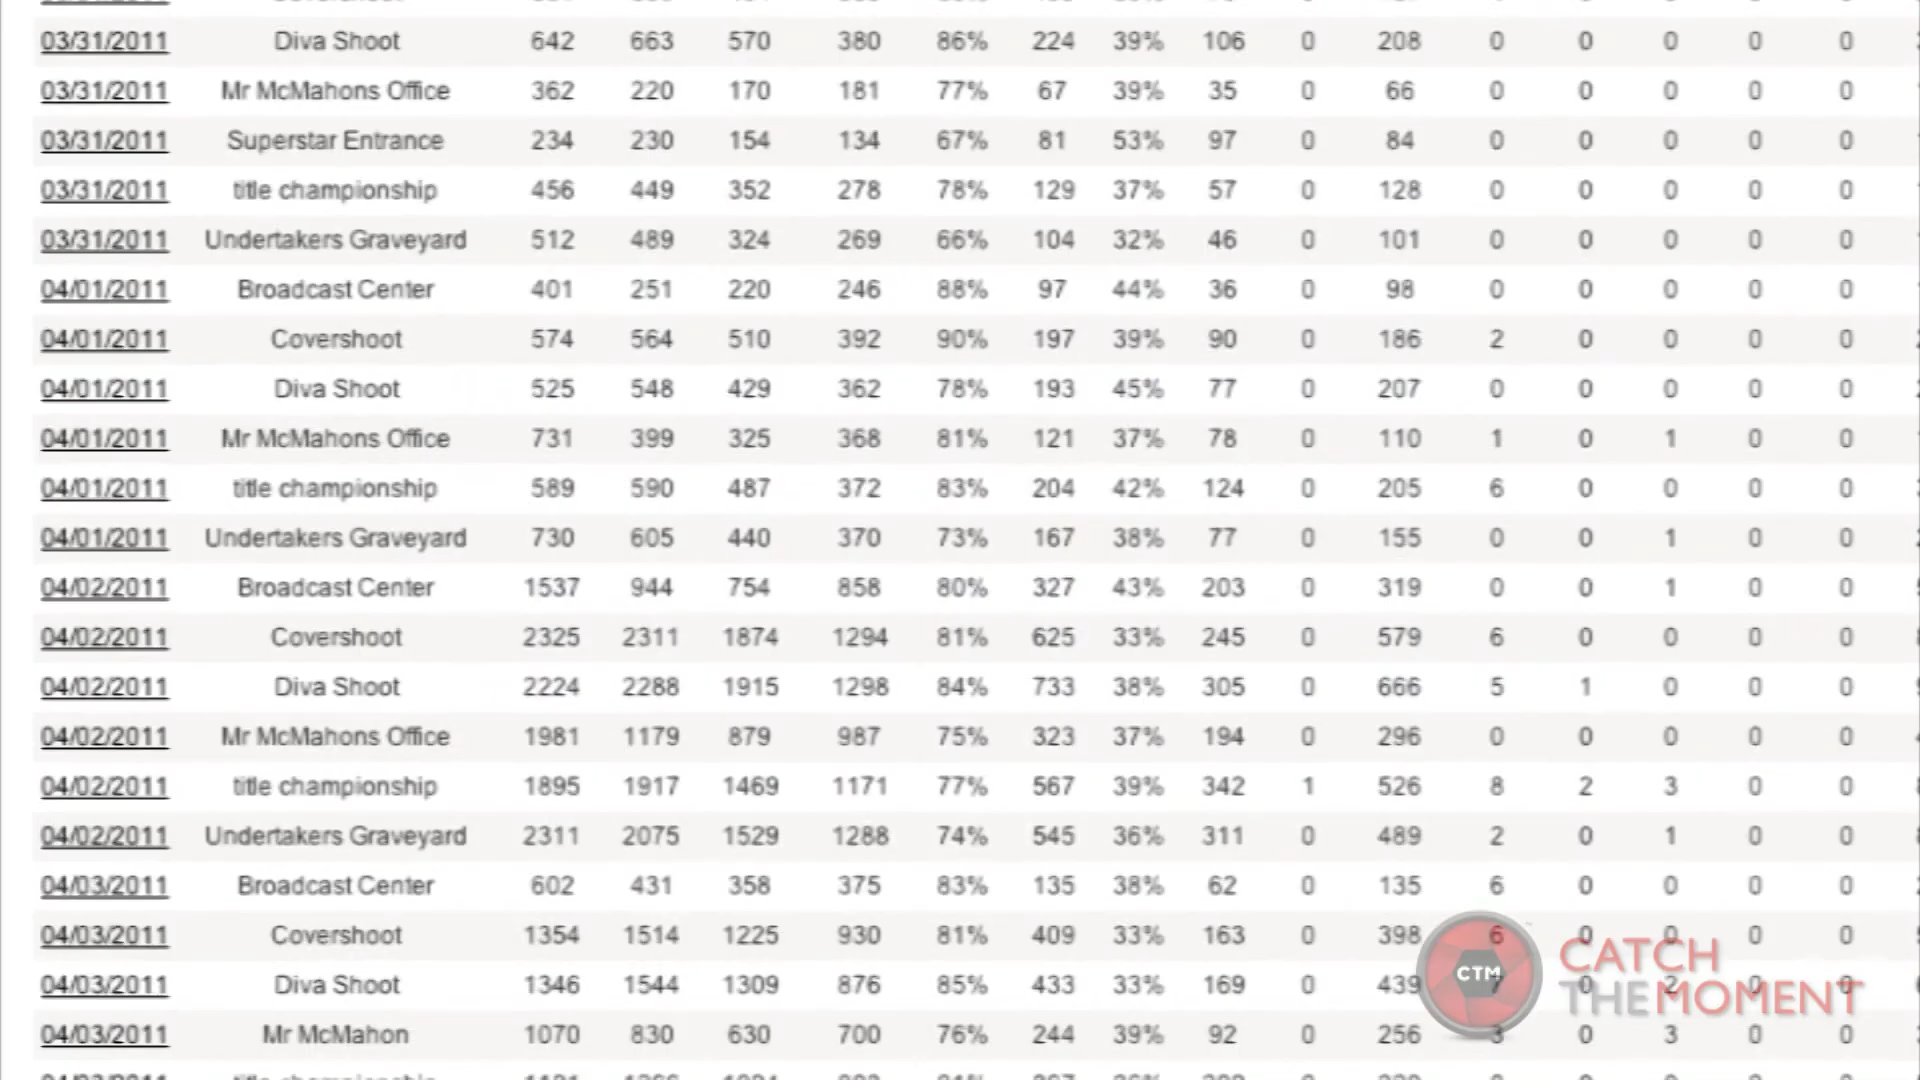 03/31/2011 Diva Shoot 642 663 570 380 86% 224 39% 106 0 208 0 0 0 0 0
03/31/2011 Mr McMahons Office 362 220 170 181 77% 67 39% 35 0 66 0 0 0 0 0
03/31/2011 Superstar Entrance 234 230 154 134 67% 81 53% 97 0 84 0 0 0 0 0
03/31/2011 title championship 456 449 352 278 78% 129 37% 57 0 128 0 0 0 0 0
03/31/2011 Undertakers Graveyard 512 489 324 269 66% 104 32% 46 0 101 0 0 0 0 0
04/01/2011 Broadcast Center 401 251 220 246 88% 97 44% 36 0 98 0 0 0 0 0
04/01/2011 Covershoot 574 564 510 392 90% 197 39% 90 0 186 2 0 0 0 0
04/01/2011 Diva Shoot 525 548 429 362 78% 193 45% 77 0 207 0 0 0 0 0
04/01/2011 Mr McMahons Office 731 399 325 368 81% 121 37% 78 0 110 1 0 1 0 0
04/01/2011 title championship 589 590 487 372 83% 204 42% 124 0 205 6 0 0 0 0
04/01/2011 Undertakers Graveyard 730 605 440 370 73% 167 38% 77 0 155 0 0 1 0 0
04/02/2011 Broadcast Center 1537 944 754 858 80% 327 43% 203 0 319 0 0 1 0 0
04/02/2011 Covershoot 2325 2311 1874 1294 81% 625 33% 245 0 579 6 0 0 0 0
04/02/2011 Diva Shoot 2224 2288 1915 1298 84% 733 38% 305 0 666 5 1 0 0 0
04/02/2011 Mr McMahons Office 1981 1179 879 987 75% 323 37% 194 0 296 0 0 0 0 0
04/02/2011 title championship 1895 1917 1469 1171 77% 567 39% 342 1 526 8 2 3 0 0
04/02/2011 Undertakers Graveyard 2311 2075 1529 1288 74% 545 36% 311 0 489 2 0 1 0 0
04/03/2011 Broadcast Center 602 431 358 375 83% 135 38% 62 0 135 6 0 0 0 0
04/03/2011 Covershoot 1354 1514 1225 930 81% 409 33% 163 0 398 6 0 0 0 0
04/03/2011 Diva Shoot 1346 1544 1309 876 85% 433 33% 169 0 439 7 0 2 0 0
04/03/2011 Mr McMahon 1070 830 630 700 76% 244 39% 92 0 256 3 0 3 0 0
CTM
CATCH
THEMOMENT